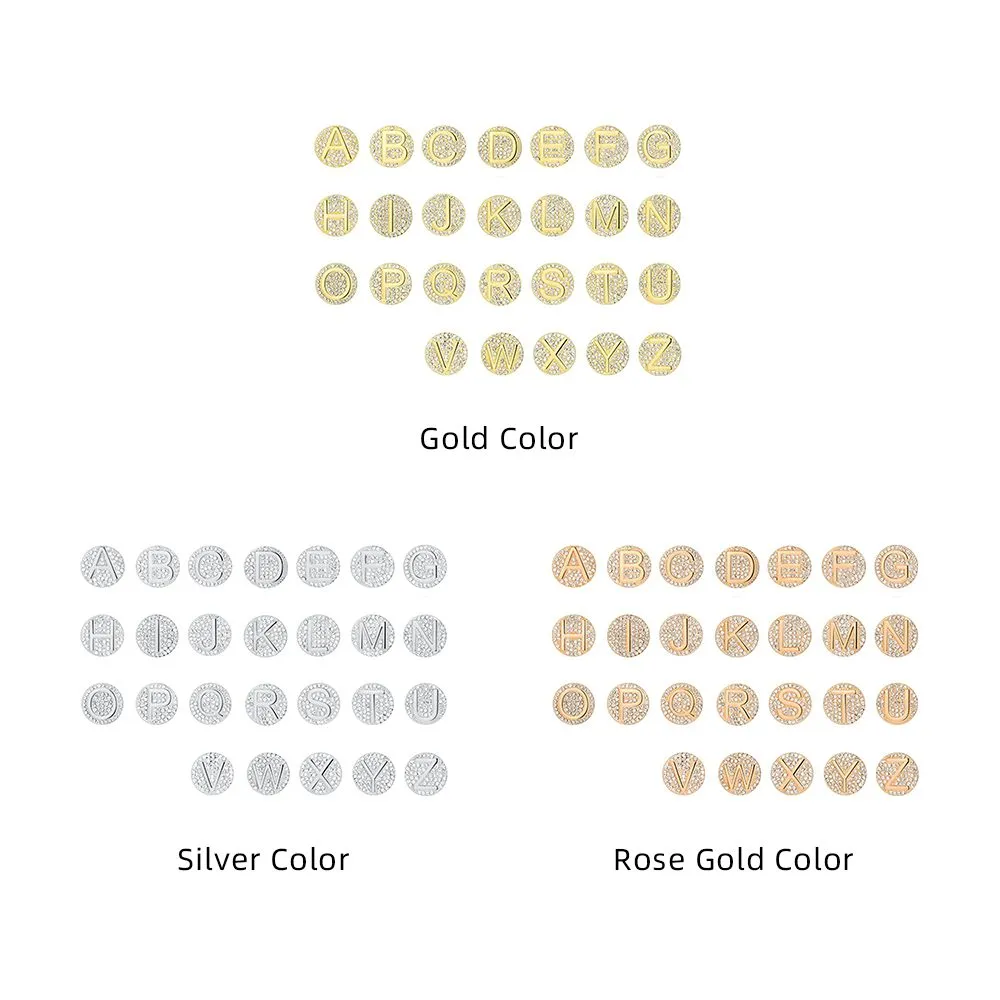 A B C D E F G
H I J K L M N
O P Q R S T U
V W X Y Z
Gold Color
A B C D E F G
H I J K L M N
O P Q R S T U
V W X Y Z
Silver Color
A B C D E F G
H I J K L M N
O P Q R S T U
V W X Y Z
Rose Gold Color